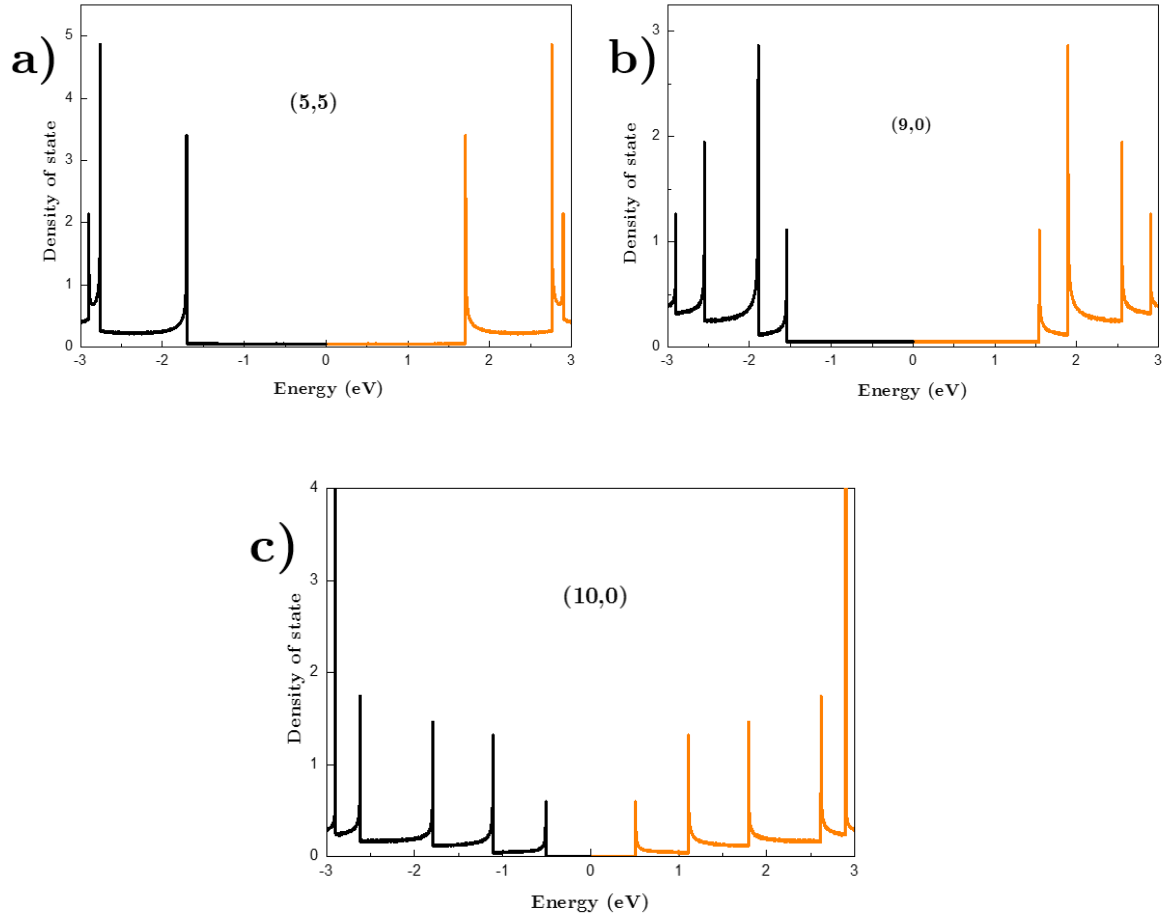 a)
Density of state
5
4
3
2
1
0
(5,5)
-3 -2 -1 0 1 2 3
Energy (eV)
b)
Density of state
3
2
1
0
(9,0)
-3 -2 -1 0 1 2 3
Energy (eV)
c)
Density of state
4
3
2
1
0
(10,0)
-3 -2 -1 0 1 2 3
Energy (eV)